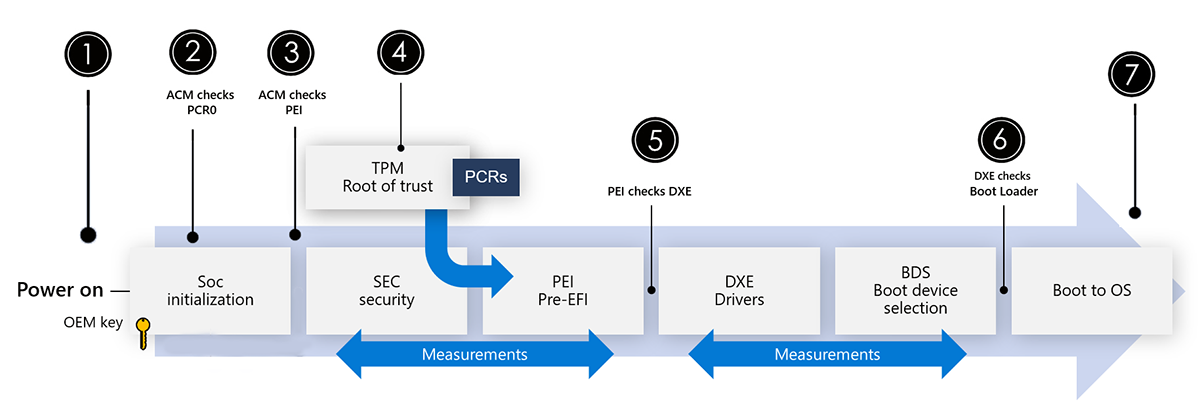 1
2
3
4
5
6
7
ACM checks
PCR0
ACM checks
PEI
TPM
Root of trust
PCRs
PEI checks DXE
DXE checks
Boot Loader
Power on
OEM key
Soc
initialization
SEC
security
PEI
Pre-EFI
DXE
Drivers
BDS
Boot device
selection
Boot to OS
Measurements
Measurements